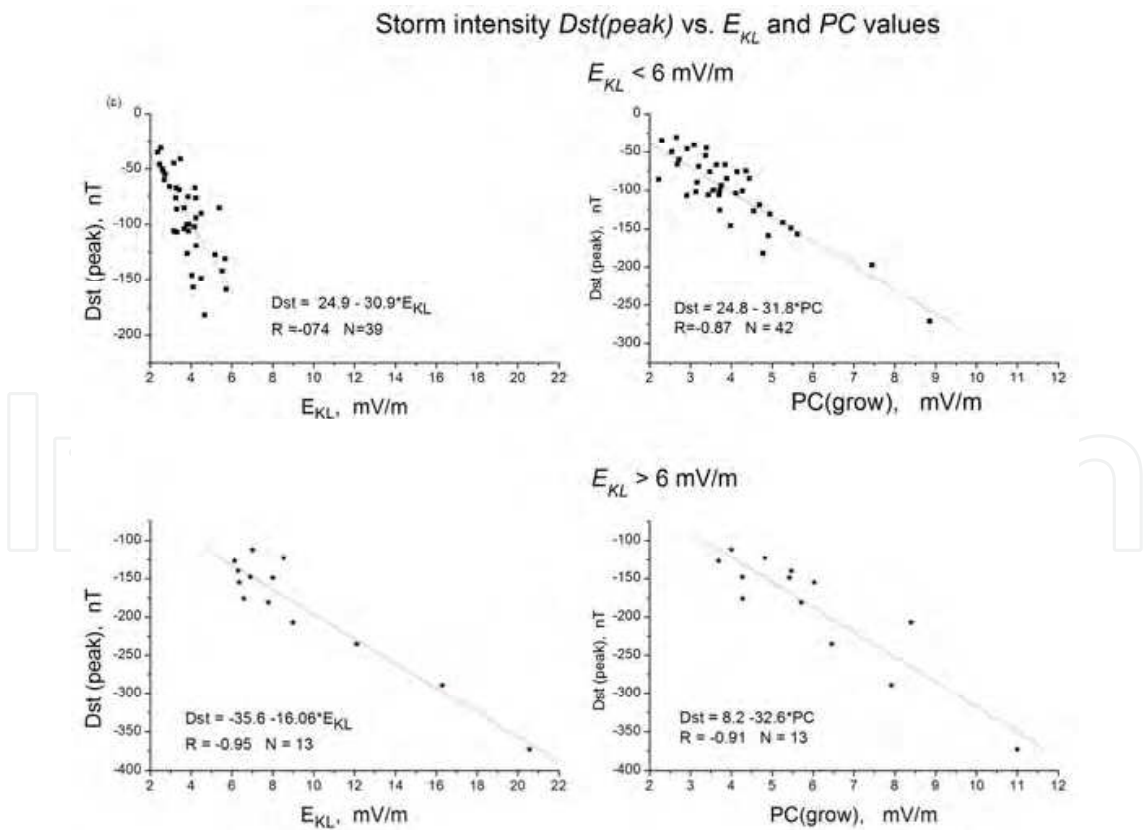 Storm intensity Dst(peak) vs. E_KL and PC values
E_KL < 6 mV/m
(c)
0
-50
-100
-150
-200
Dst (peak), nT
Dst = 24.9 - 30.9*E_KL
R =-074 N=39
2 4 6 8 10 12 14 16 18 20 22
E_KL, mV/m
0
-50
-100
-150
-200
-250
-300
Dst (peak), nT
Dst = 24.8 - 31.8*PC
R=-0.87 N = 42
2 3 4 5 6 7 8 9 10 11 12
PC(grow), mV/m
E_KL > 6 mV/m
-100
-150
-200
-250
-300
-350
-400
Dst (peak), nT
Dst = -35.6 -16.06*E_KL
R = -0.95 N = 13
2 4 6 8 10 12 14 16 18 20 22
E_KL, mV/m
-100
-150
-200
-250
-300
-350
-400
Dst (peak), nT
Dst = 8.2 -32.6*PC
R = -0.91 N = 13
2 3 4 5 6 7 8 9 10 11 12
PC(grow), mV/m